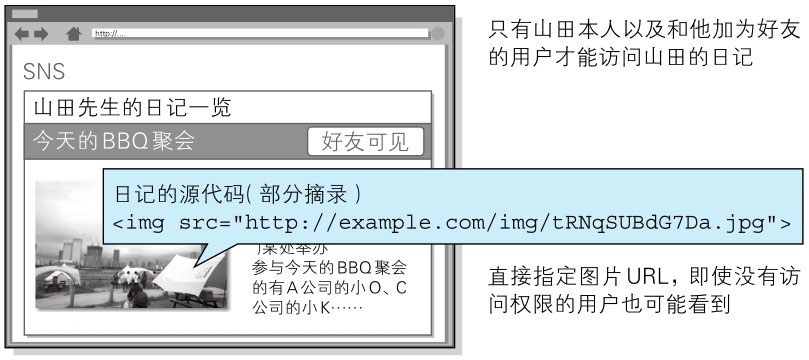 http://....
只有山田本人以及和他加为好友
的用户才能访问山田的日记
SNS
山田先生的日记一览
今天的BBQ聚会
好友可见
日记的源代码(部分摘录)
<img src="http://example.com/img/tRNqSUBdG7Da.jpg">
某处举办
参与今天的BBQ聚会
的有A公司的小O、C
公司的小K……
直接指定图片URL，即使没有访
问权限的用户也可能看到